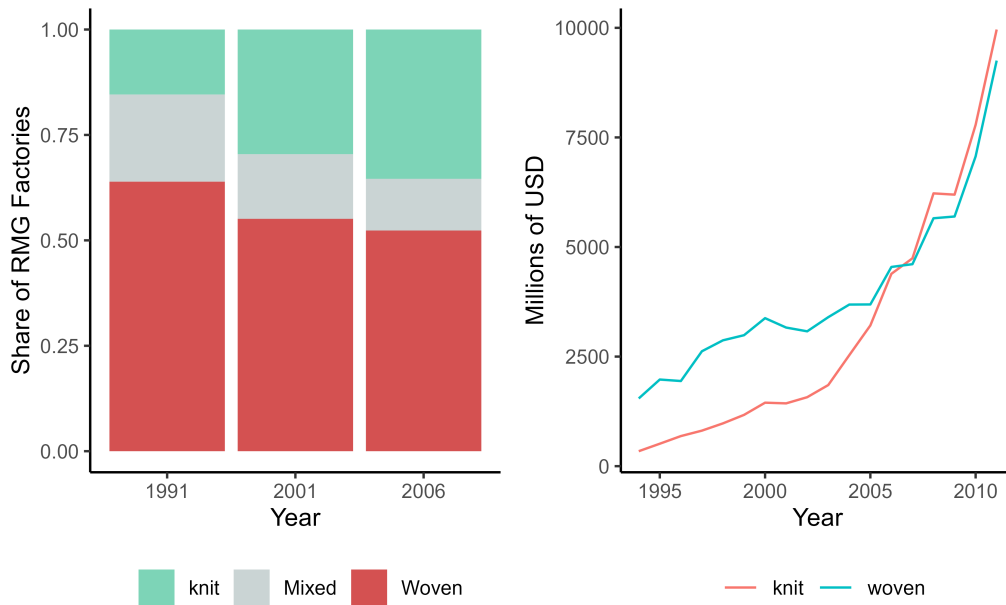 Share of RMG Factories
1.00
0.75
0.50
0.25
0.00
1991 2001 2006
Year
knit Mixed Woven
Millions of USD
10000
7500
5000
2500
0
1995 2000 2005 2010
Year
knit woven